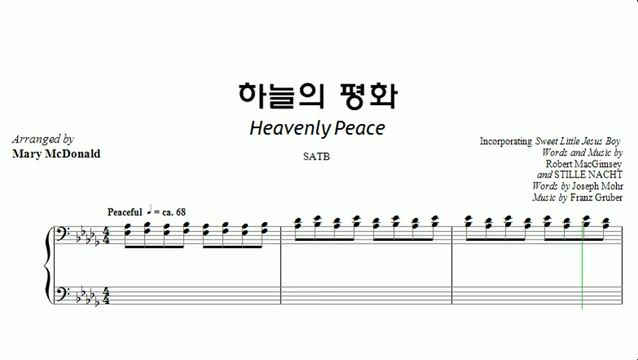 하늘의 평화
Heavenly Peace
SATB
Arranged by
Mary McDonald
Incorporating Sweet Little Jesus Boy
Words and Music by
Robert MacGimsey
and STILLE NACHT
Words by Joseph Mohr
Music by Franz Gruber
Peaceful ♩ = ca. 68